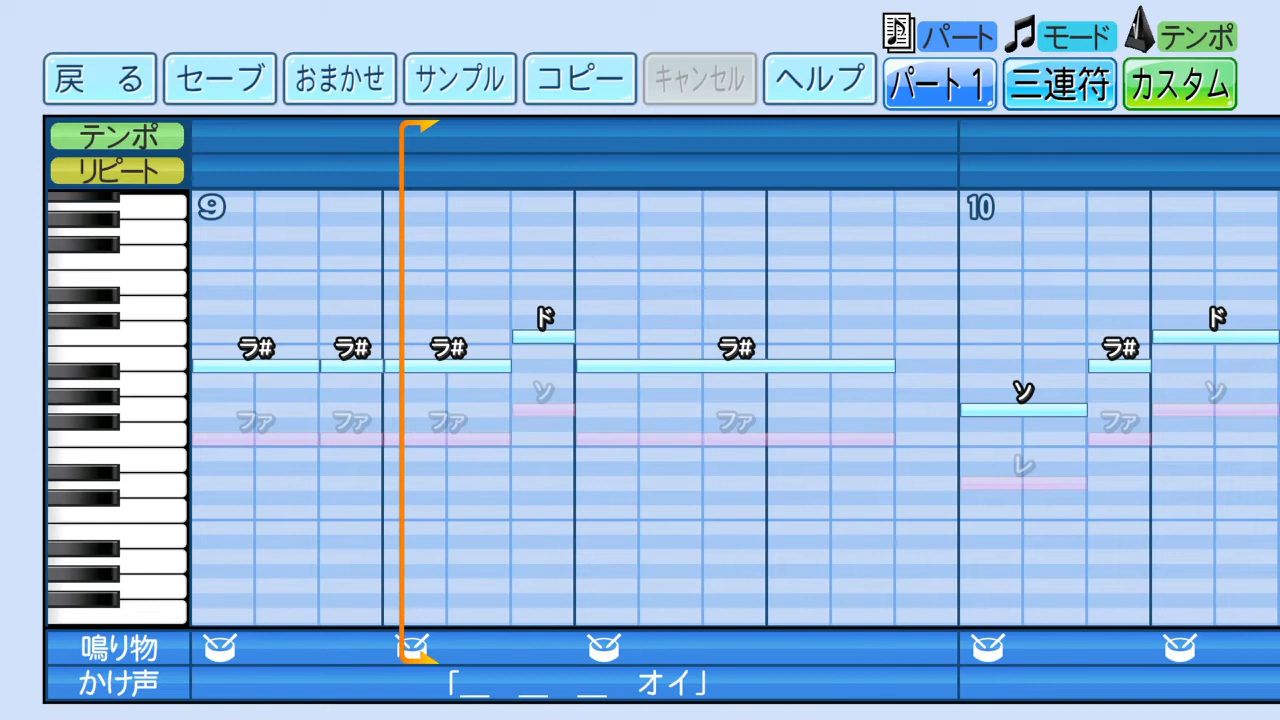 パート モード テンポ
戻 る セーブ おまかせ サンプル コピー キャンセル ヘルプ パート1 三連符 カスタム
テンポ
リピート
9 10
ド ド
ラ# ラ# ラ# ラ# ラ#
ソ ソ ソ
ファ ファ ファ ファ ファ
レ
鳴り物
かけ声 「__ __ __ オイ」